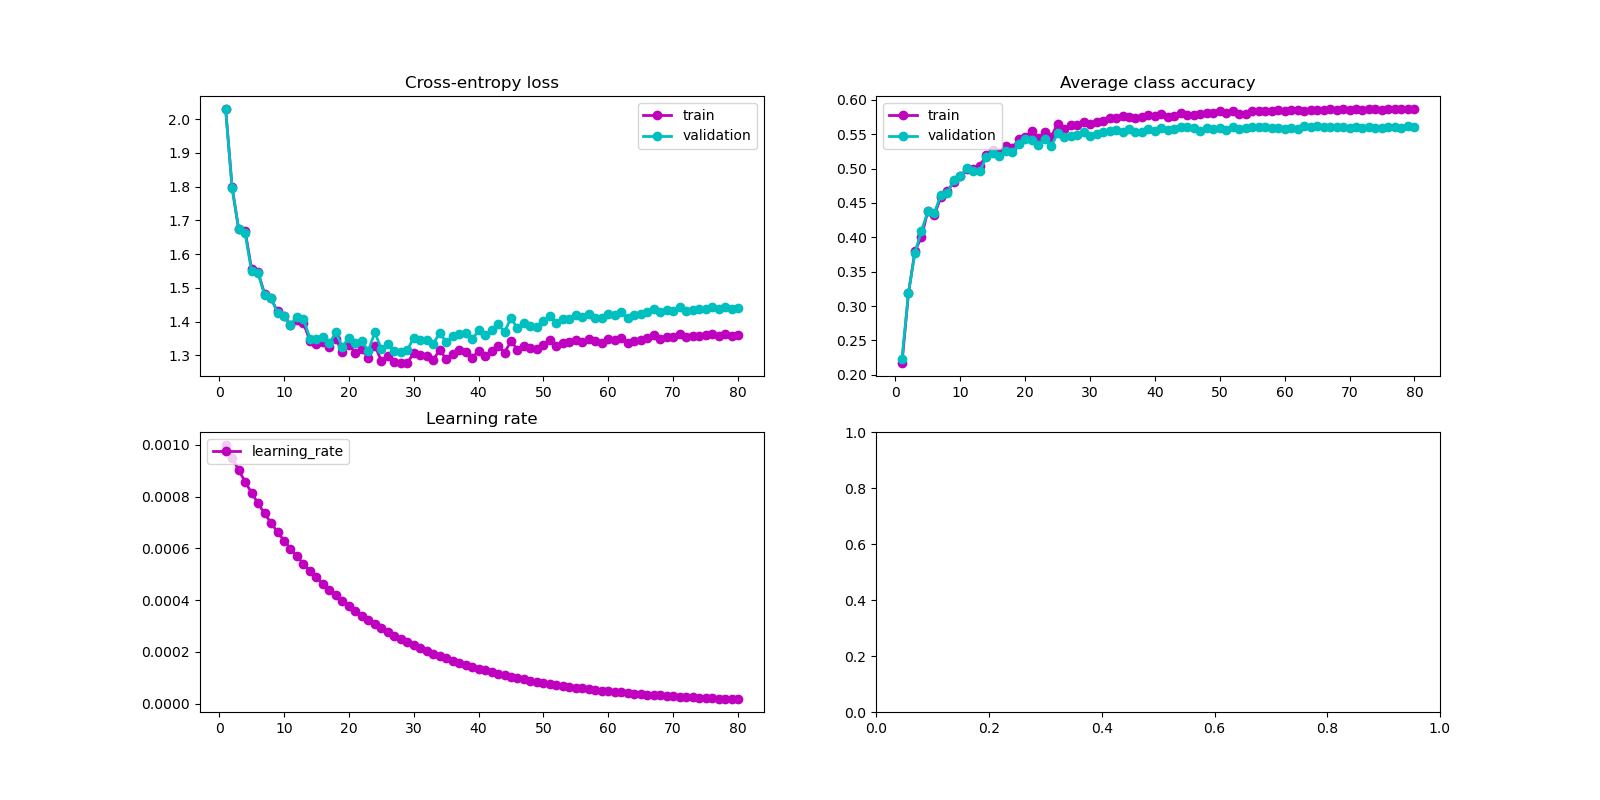 Cross-entropy loss
2.0
1.9
1.8
1.7
1.6
1.5
1.4
1.3
train
validation
0 10 20 30 40 50 60 70 80
Average class accuracy
0.60
0.55
0.50
0.45
0.40
0.35
0.30
0.25
0.20
train
validation
0 10 20 30 40 50 60 70 80
Learning rate
0.0010
0.0008
0.0006
0.0004
0.0002
0.0000
learning_rate
0 10 20 30 40 50 60 70 80
1.0
0.8
0.6
0.4
0.2
0.0
0.0 0.2 0.4 0.6 0.8 1.0